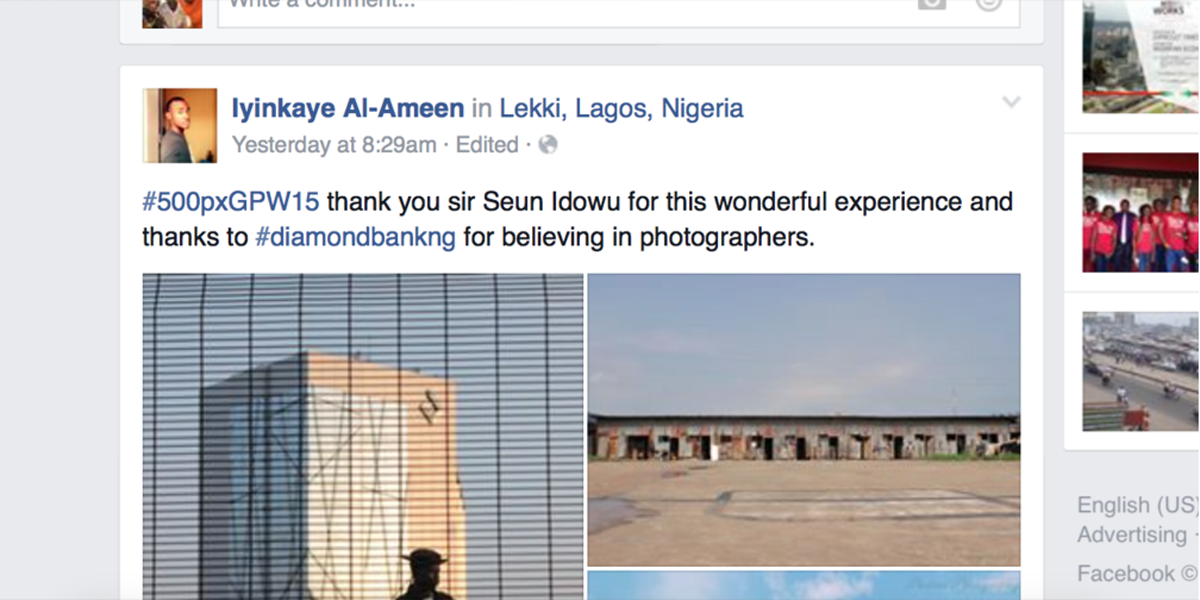 Write a comment...
WORKS
Iyinkaye Al-Ameen in Lekki, Lagos, Nigeria
Yesterday at 8:29am · Edited ·
#500pxGPW15 thank you sir Seun Idowu for this wonderful experience and
thanks to #diamondbankng for believing in photographers.
English (US)
Advertising ·
Facebook ©